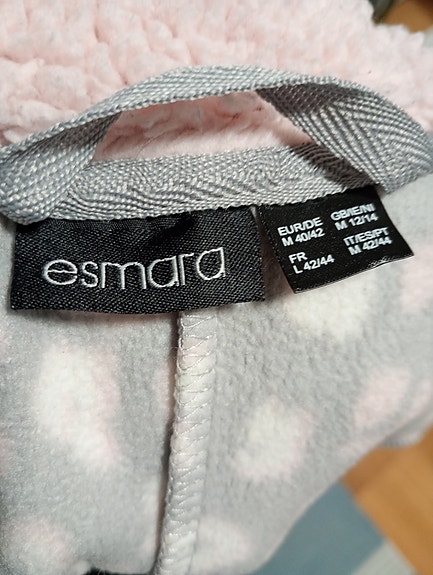 esmara
EUR/DE
M 40/42
GB/IE/NI
M 12/14
FR
L 42/44
IT/ES/PT
M 42/44